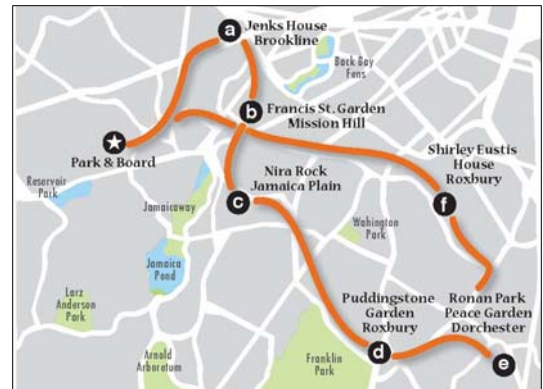 a
Jenks House
Brookline
Back Bay
Fens
b
Francis St. Garden
Mission Hill
Park & Board
Shirley Eustis
House
Roxbury
Nira Rock
Jamaica Plain
Reservoir
Park
Jamaicaway
c
f
Wahington
Park
Jamaica
Pond
Puddingstone
Garden
Roxbury
Ronan Park
Peace Garden
Dorchester
Larz
Anderson
Park
d
e
Franklin
Park
Arnold
Arboretum